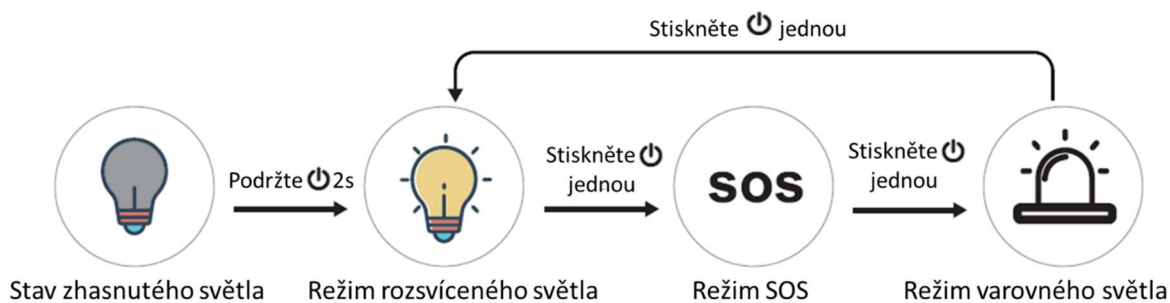 Stiskněte ⏻ jednou
Podržte ⏻ 2s
Stiskněte ⏻
jednou
SOS
Stiskněte ⏻
jednou
Stav zhasnutého světla
Režim rozsvíceného světla
Režim SOS
Režim varovného světla